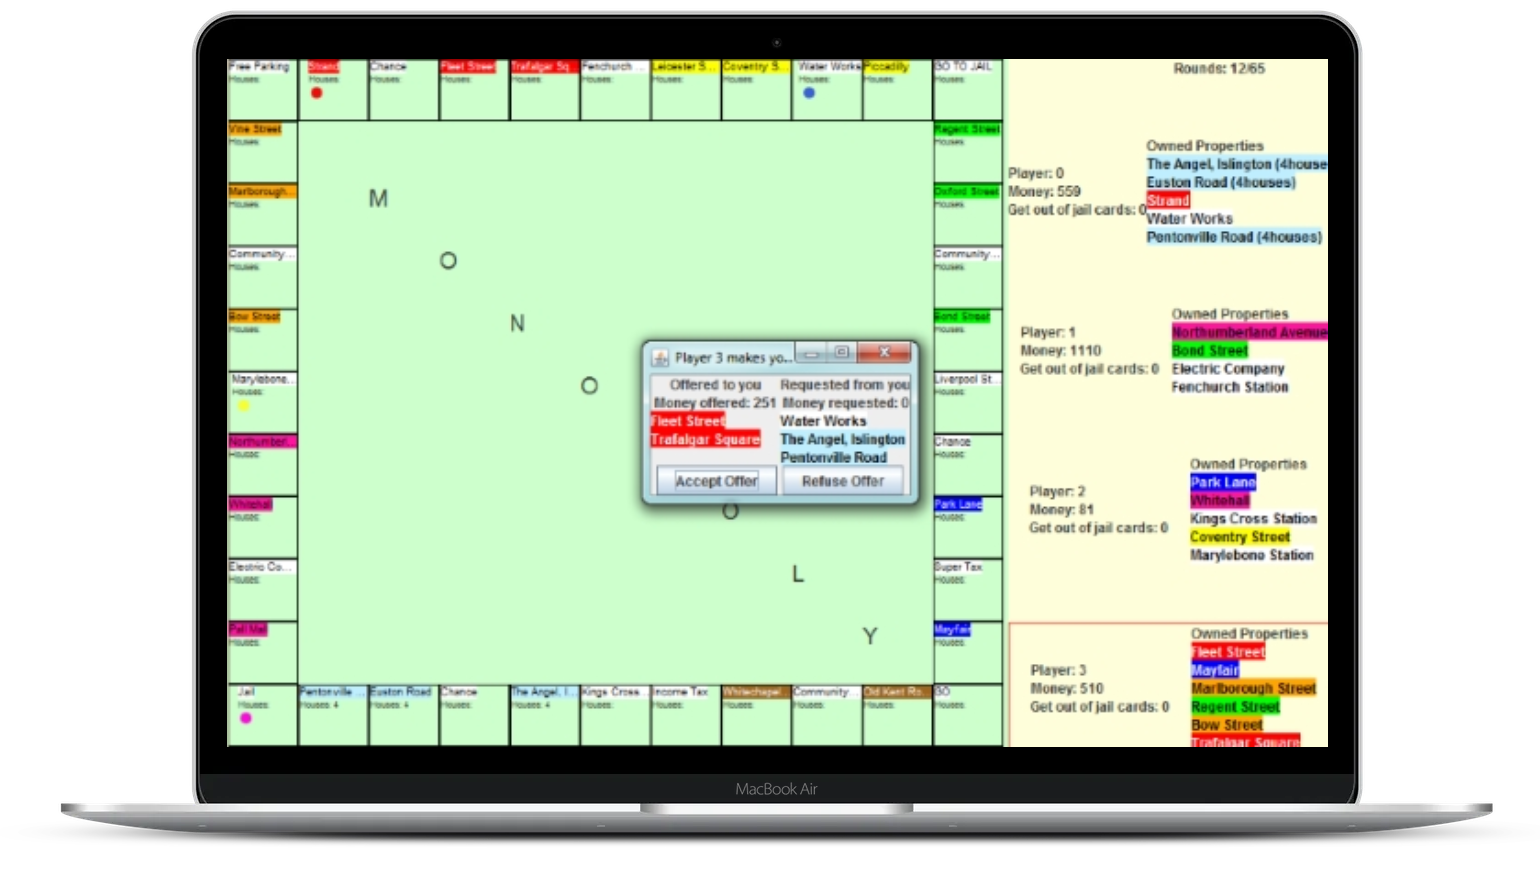 Free Parking
Houses:
Strand
Houses:
Chance
Houses:
Fleet Street
Houses:
Trafalgar Sq...
Houses:
Fenchurch ...
Houses:
Leicester S...
Houses:
Coventry S...
Houses:
Water Works
Houses:
Piccadilly
Houses:
GO TO JAIL
Houses:
Rounds: 12/65
Vine Street
Houses:
Regent Street
Houses:
Marlborough...
Houses:
Oxford Street
Houses:
Community...
Houses:
Community...
Houses:
Bow Street
Houses:
Bond Street
Houses:
Marylebone...
Houses:
Liverpool St...
Houses:
Northumberl...
Houses:
Chance
Houses:
Whitehall
Houses:
Park Lane
Houses:
Electric Co...
Houses:
Super Tax
Houses:
Pall Mall
Houses:
Mayfair
Houses:
Jail
Houses:
Pentonville ...
Houses: 4
Euston Road
Houses: 4
Chance
Houses:
The Angel, I...
Houses: 4
Kings Cross...
Houses:
Income Tax
Houses:
Whitechapel
Houses:
Community...
Houses:
Old Kent Ro...
Houses:
GO
Houses:
M
O
N
O
O
L
Y
Player 3 makes yo...
Offered to you
Money offered: 251
Fleet Street
Trafalgar Square
Requested from you
Money requested: 0
Water Works
The Angel, Islington
Pentonville Road
Accept Offer
Refuse Offer
Player: 0
Money: 559
Get out of jail cards: 0
Owned Properties
The Angel, Islington (4house
Euston Road (4houses)
Strand
Water Works
Pentonville Road (4houses)
Player: 1
Money: 1110
Get out of jail cards: 0
Owned Properties
Northumberland Avenue
Bond Street
Electric Company
Fenchurch Station
Player: 2
Money: 81
Get out of jail cards: 0
Owned Properties
Park Lane
Whitehall
Kings Cross Station
Coventry Street
Marylebone Station
Player: 3
Money: 510
Get out of jail cards: 0
Owned Properties
Fleet Street
Mayfair
Marlborough Street
Regent Street
Bow Street
Trafalgar Square
MacBook Air